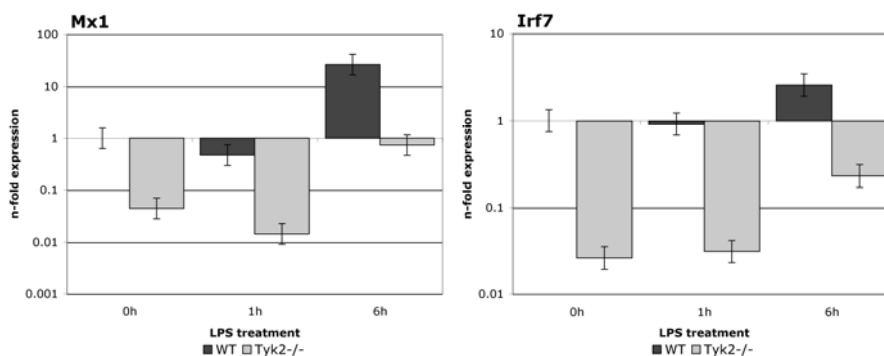 Mx1
100
10
1
0.1
0.01
0.001
n-fold expression
0h 1h 6h
LPS treatment
WT Tyk2-/-
Irf7
10
1
0.1
0.01
n-fold expression
0h 1h 6h
LPS treatment
WT Tyk2-/-